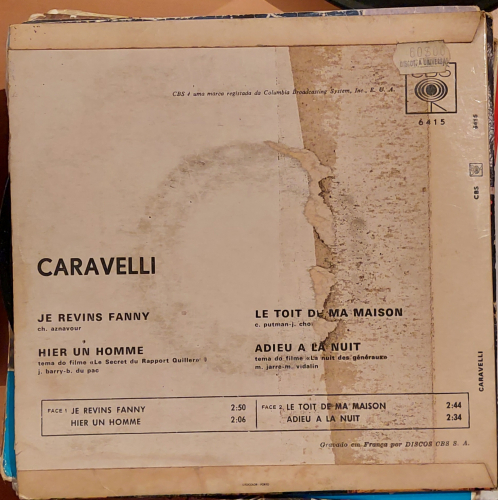 CBS é uma marca registada da Columbia Broadcasting System, Inc., E. U. A.
CBS
6415
6415
CBS
CARAVELLI
CARAVELLI
JE REVINS FANNY
ch. aznavour
HIER UN HOMME
tema do filme «Le Secret du Rapport Quiller»
j. barry-b. du pac
LE TOIT DE MA MAISON
c. putman-j.
ADIEU A LA NUIT
tema do filme «La nuit des généraux»
m. jarre-m. vidalin
FACE 1 JE REVINS FANNY 2:50
HIER UN HOMME 2:06
FACE 2 LE TOIT DE MA MAISON 2:44
ADIEU A LA NUIT 2:34
Gravado em França por DISCOS CBS S. A.